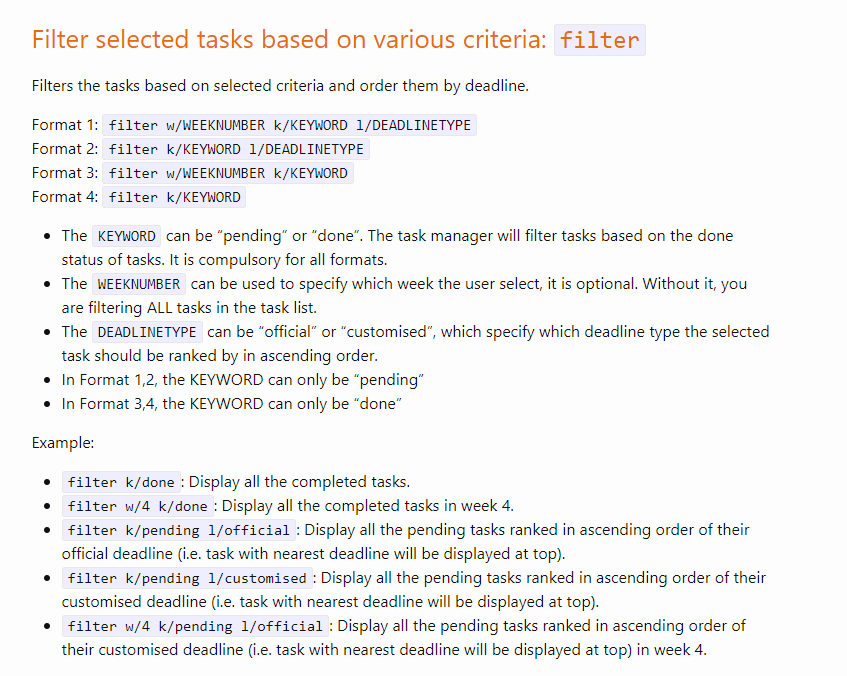 Filter selected tasks based on various criteria: filter
Filters the tasks based on selected criteria and order them by deadline.
Format 1: filter w/WEEKNUMBER k/KEYWORD l/DEADLINETYPE
Format 2: filter k/KEYWORD l/DEADLINETYPE
Format 3: filter w/WEEKNUMBER k/KEYWORD
Format 4: filter k/KEYWORD
• The KEYWORD can be “pending” or “done”. The task manager will filter tasks based on the done
status of tasks. It is compulsory for all formats.
• The WEEKNUMBER can be used to specify which week the user select, it is optional. Without it, you
are filtering ALL tasks in the task list.
• The DEADLINETYPE can be “official” or “customised”, which specify which deadline type the selected
task should be ranked by in ascending order.
• In Format 1,2, the KEYWORD can only be “pending”
• In Format 3,4, the KEYWORD can only be “done”
Example:
• filter k/done : Display all the completed tasks.
• filter w/4 k/done : Display all the completed tasks in week 4.
• filter k/pending l/official : Display all the pending tasks ranked in ascending order of their
official deadline (i.e. task with nearest deadline will be displayed at top).
• filter k/pending l/customised : Display all the pending tasks ranked in ascending order of their
customised deadline (i.e. task with nearest deadline will be displayed at top).
• filter w/4 k/pending l/official : Display all the pending tasks ranked in ascending order of
their customised deadline (i.e. task with nearest deadline will be displayed at top) in week 4.